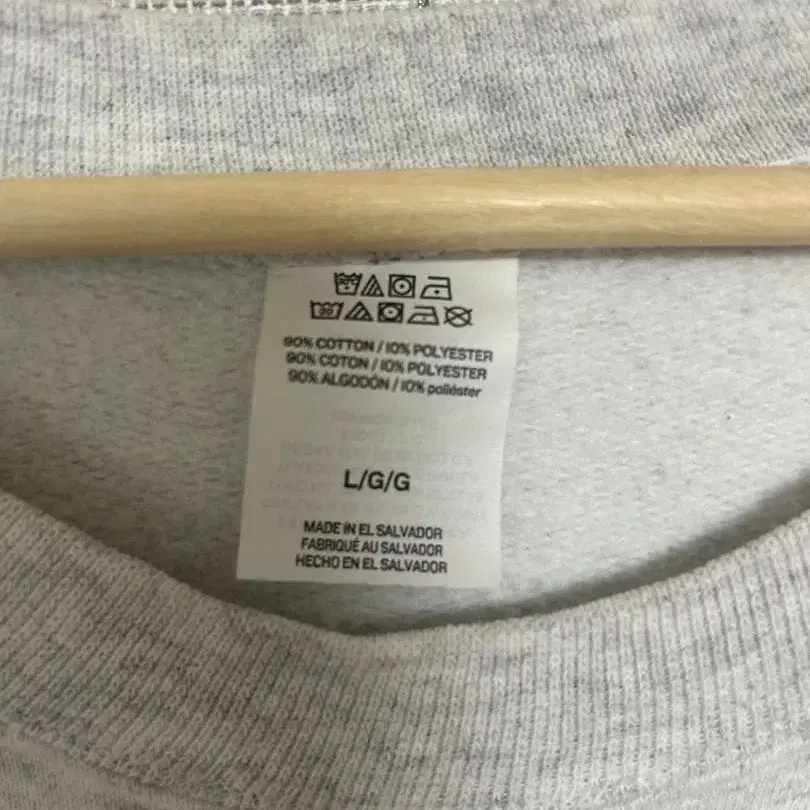 30
90% COTTON / 10% POLYESTER
90% COTON / 10% POLYESTER
90% ALGODÓN / 10% poliéster
L/G/G
MADE IN EL SALVADOR
FABRIQUÉ AU SALVADOR
HECHO EN EL SALVADOR